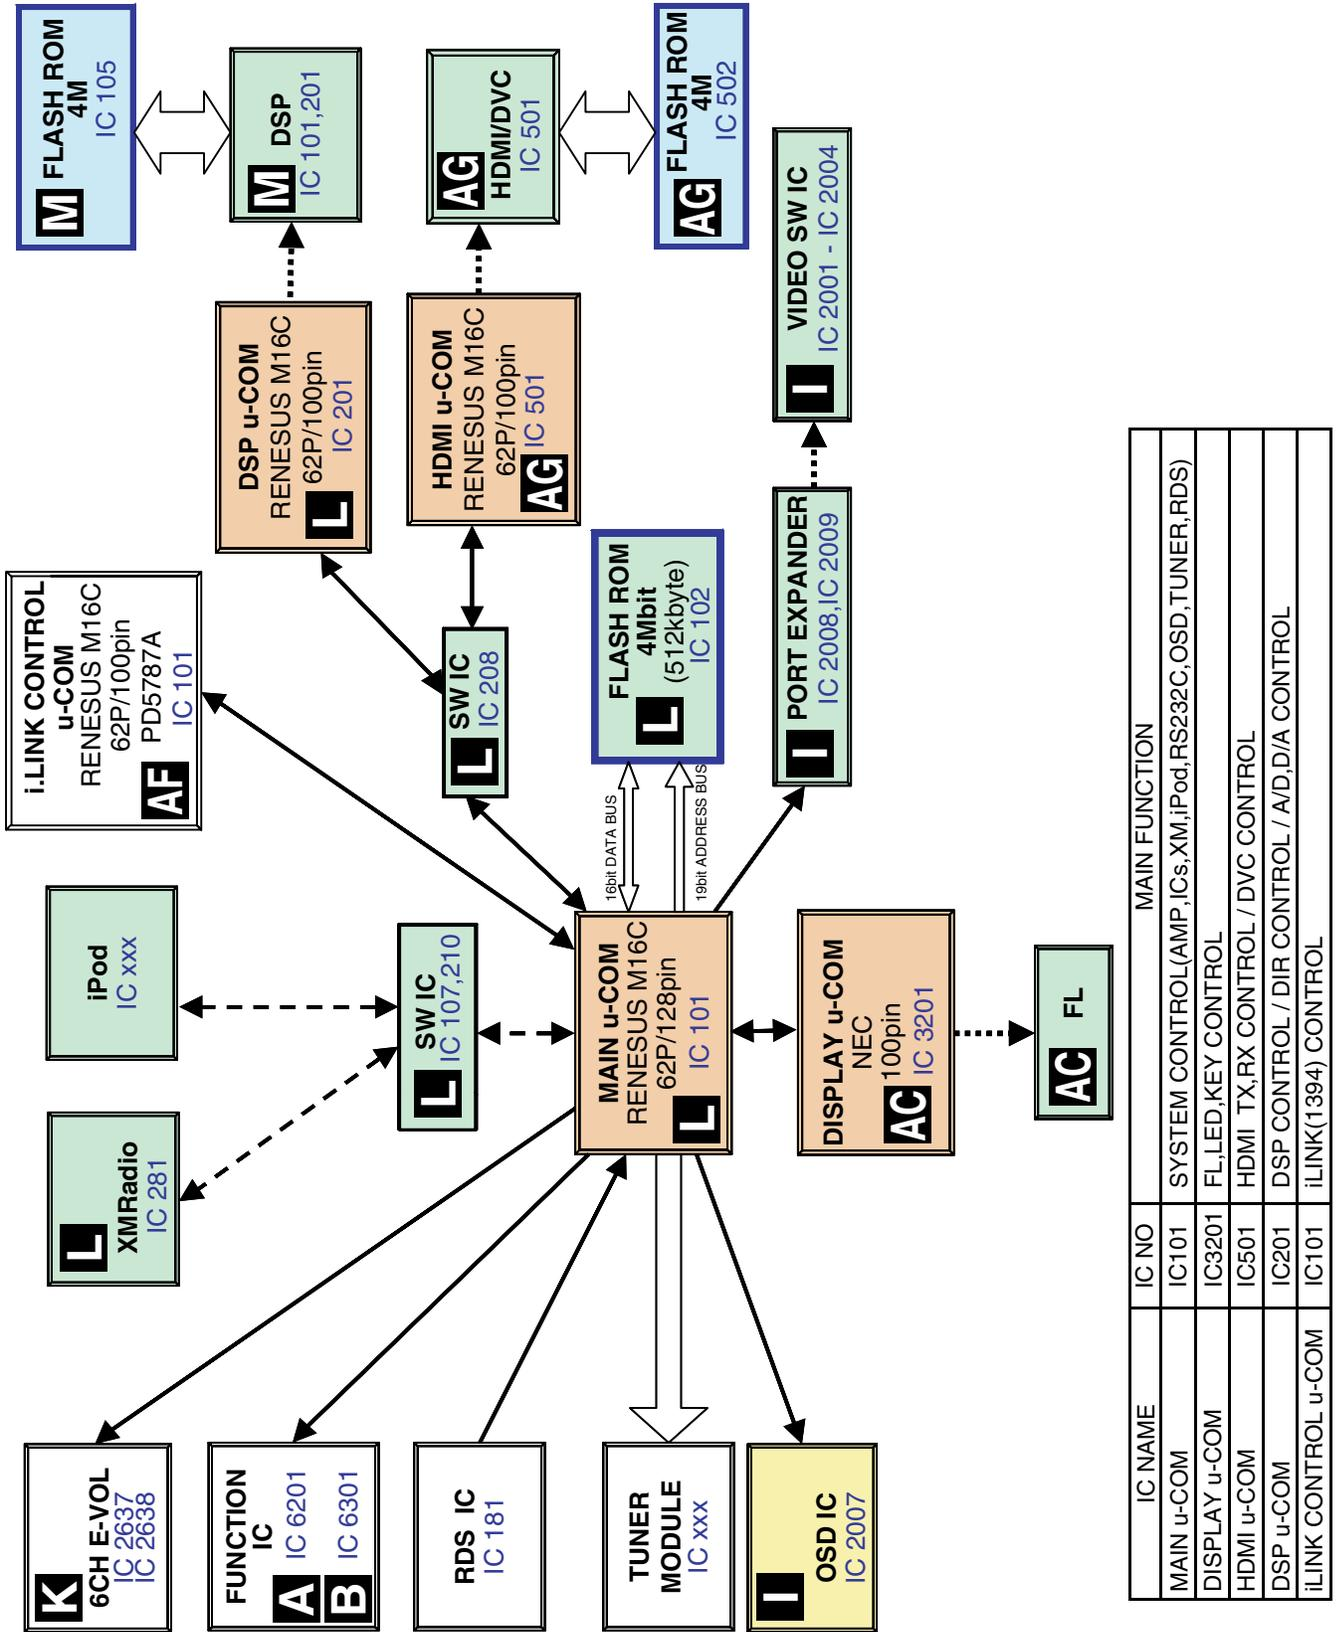 M
FLASH ROM
4M
IC 105
M
DSP
IC 101,201
AG
HDMI/DVC
IC 501
AG
FLASH ROM
4M
IC 502
DSP u-COM
RENESUS M16C
62P/100pin
IC 201
L
HDMI u-COM
RENESUS M16C
62P/100pin
IC 501
AG
I
VIDEO SW IC
IC 2001 - IC 2004
i.LINK CONTROL
u-COM
RENESUS M16C
62P/100pin
PD5787A
IC 101
AF
L
SW IC
IC 208
FLASH ROM
4Mbit
(512kbyte)
IC 102
L
I
PORT EXPANDER
IC 2008,IC 2009
16bit DATA BUS
19bit ADDRESS BUS
iPod
IC xxx
L
XMRadio
IC 281
L
SW IC
IC 107,210
MAIN u-COM
RENESUS M16C
62P/128pin
IC 101
L
DISPLAY u-COM
NEC
100pin
IC 3201
AC
AC
FL
K
6CH E-VOL
IC 2637
IC 2638
FUNCTION
IC
A
IC 6201
B
IC 6301
RDS IC
IC 181
TUNER
MODULE
IC xxx
I
OSD IC
IC 2007
IC NAME IC NO MAIN FUNCTION
MAIN u-COM IC101 SYSTEM CONTROL(AMP,ICs,XM,iPod,RS232C,OSD,TUNER,RDS)
DISPLAY u-COM IC3201 FL,LED,KEY CONTROL
HDMI u-COM IC501 HDMI TX,RX CONTROL / DVC CONTROL
DSP u-COM IC201 DSP CONTROL / DIR CONTROL / A/D,D/A CONTROL
iLINK CONTROL u-COM IC101 iLINK(1394) CONTROL